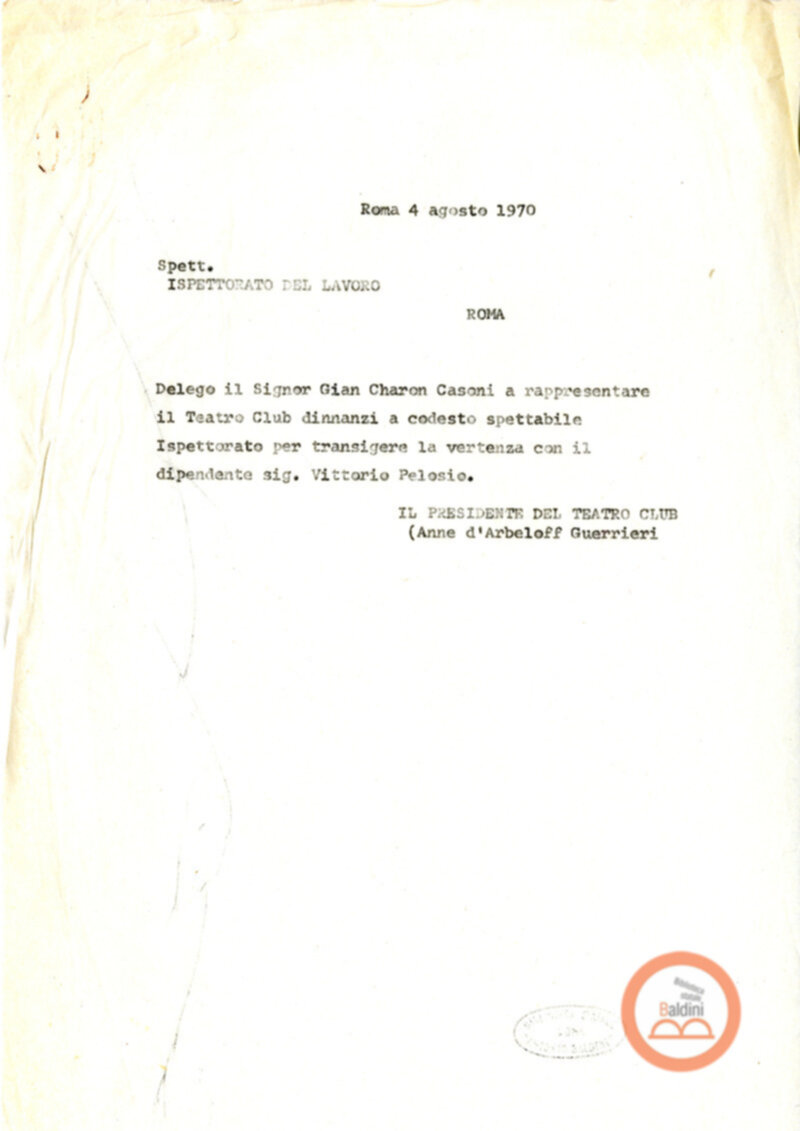 Roma 4 agosto 1970
Spett.
ISPETTORATO DEL LAVORO
ROMA
Delego il Signor Gian Charon Casoni a rappresentare
il Teatro Club dinnanzi a codesto spettabile
Ispettorato per transigere la vertenza con il
dipendente sig. Vittorio Pelosio.
IL PRESIDENTE DEL TEATRO CLUB
(Anne d'Arbeloff Guerrieri
Biblioteca
statale
Baldini